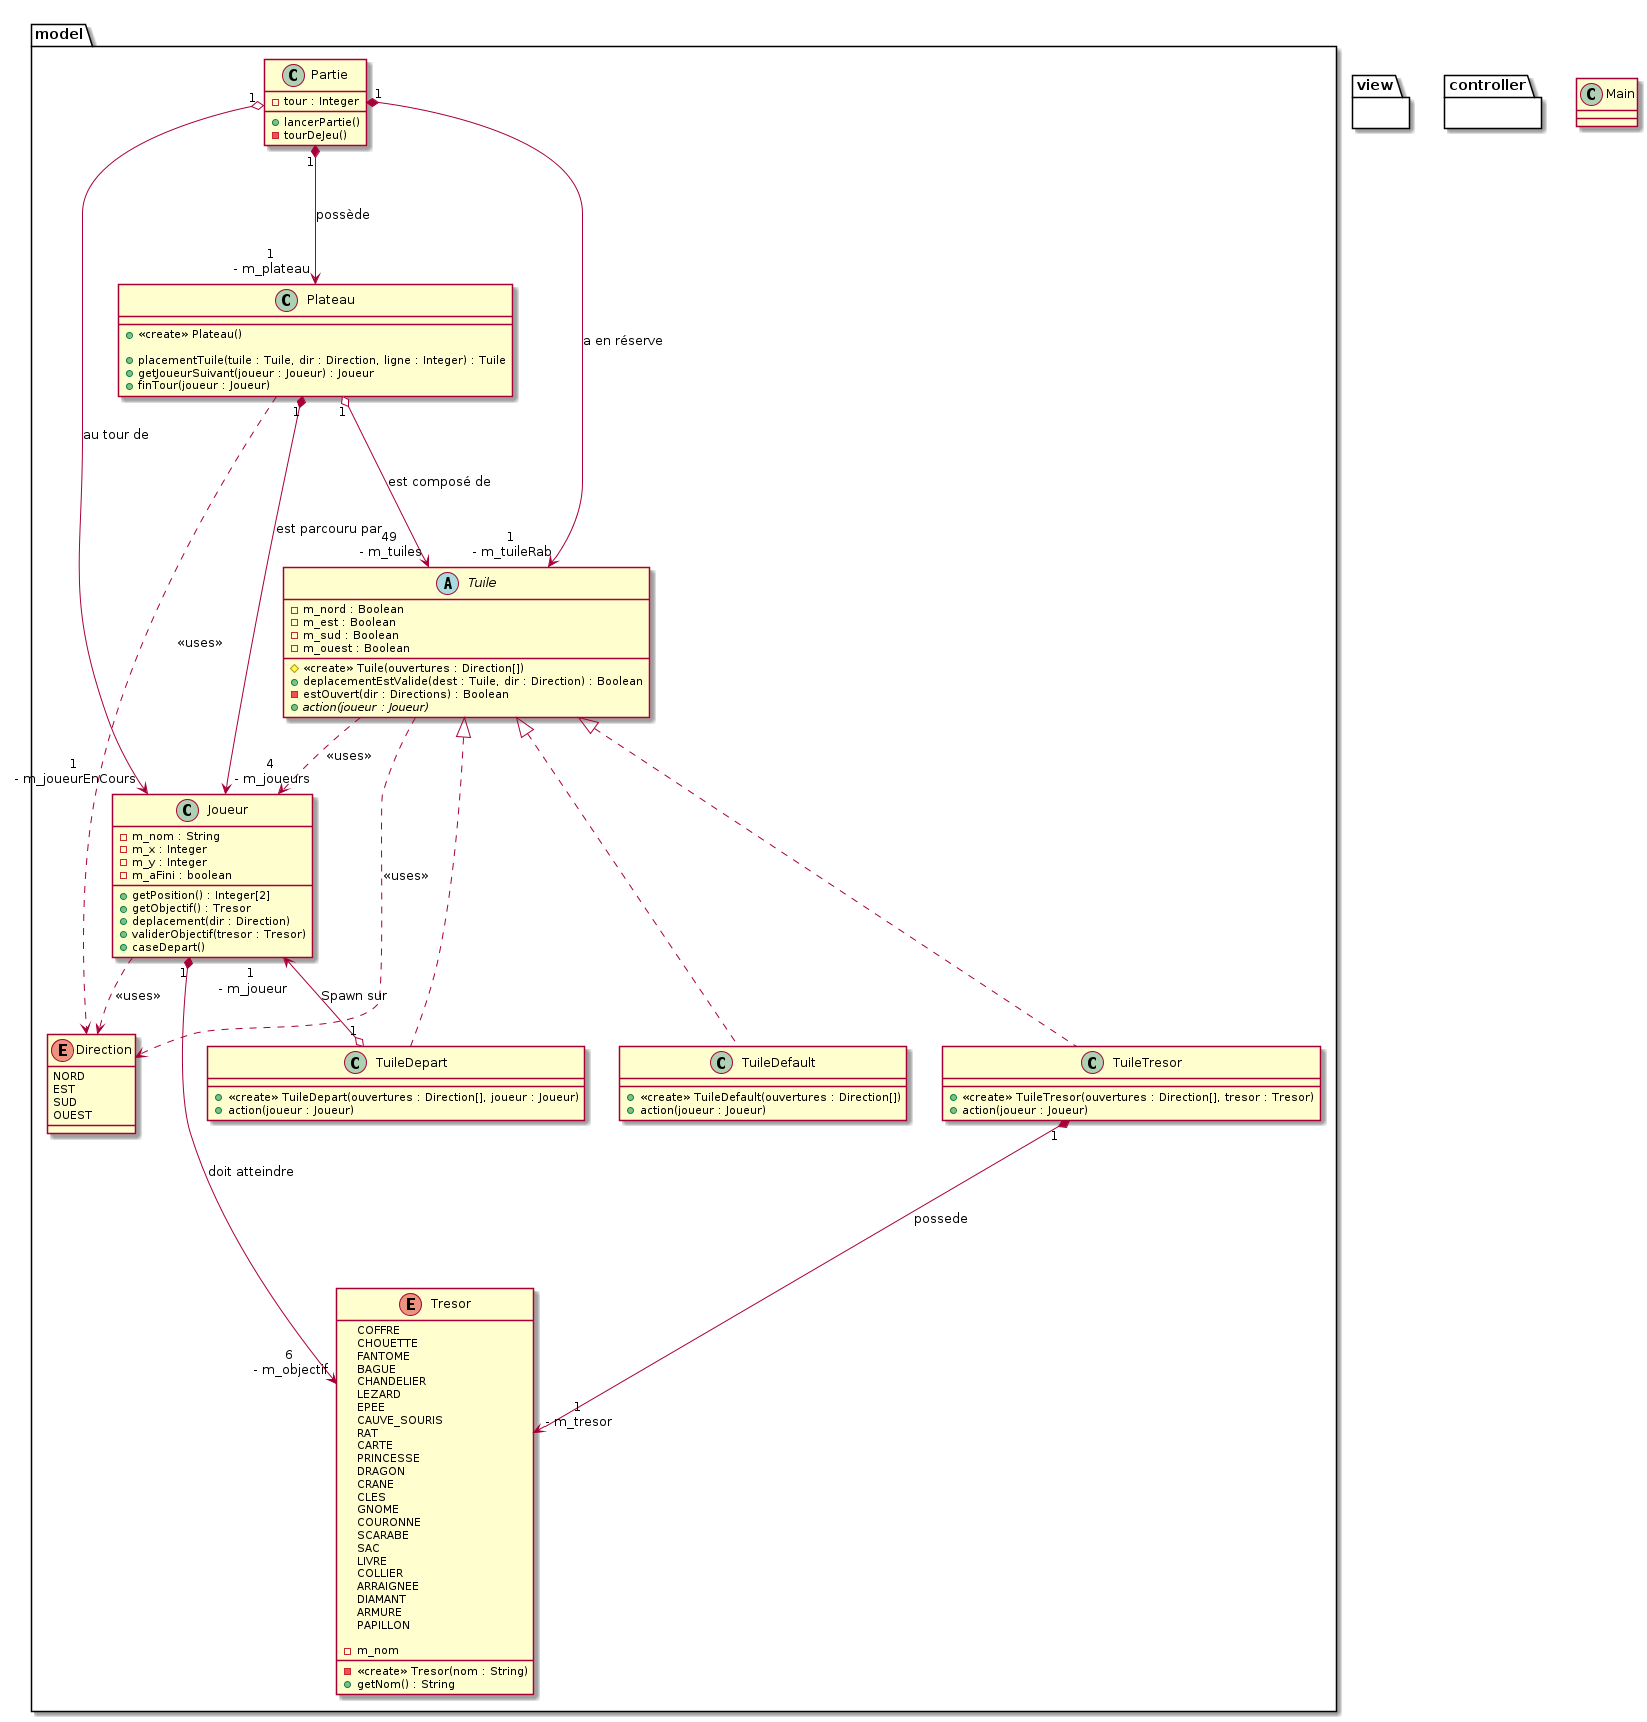 model
view
controller
Main
Partie
tour : Integer
lancerPartie()
tourDeJeu()
1
1
1
possède
1
- m_plateau
Plateau
«create» Plateau()
placementTuile(tuile : Tuile, dir : Direction, ligne : Integer) : Tuile
getJoueurSuivant(joueur : Joueur) : Joueur
finTour(joueur : Joueur)
a en réserve
1
1
au tour de
est composé de
est parcouru par
49
- m_tuiles
1
- m_tuileRab
Tuile
m_nord : Boolean
m_est : Boolean
m_sud : Boolean
m_ouest : Boolean
«create» Tuile(ouvertures : Direction[])
deplacementEstValide(dest : Tuile, dir : Direction) : Boolean
estOuvert(dir : Directions) : Boolean
action(joueur : Joueur)
«uses»
«uses»
1
- m_joueurEnCours
4
- m_joueurs
Joueur
m_nom : String
m_x : Integer
m_y : Integer
m_aFini : boolean
getPosition() : Integer[2]
getObjectif() : Tresor
deplacement(dir : Direction)
validerObjectif(tresor : Tresor)
caseDepart()
«uses»
1
1
- m_joueur
«uses»
Spawn sur
1
Direction
NORD
EST
SUD
OUEST
TuileDepart
«create» TuileDepart(ouvertures : Direction[], joueur : Joueur)
action(joueur : Joueur)
TuileDefault
«create» TuileDefault(ouvertures : Direction[])
action(joueur : Joueur)
TuileTresor
«create» TuileTresor(ouvertures : Direction[], tresor : Tresor)
action(joueur : Joueur)
1
doit atteindre
possede
6
- m_objectif
1
- m_tresor
Tresor
COFFRE
CHOUETTE
FANTOME
BAGUE
CHANDELIER
LEZARD
EPEE
CAUVE_SOURIS
RAT
CARTE
PRINCESSE
DRAGON
CRANE
CLES
GNOME
COURONNE
SCARABE
SAC
LIVRE
COLLIER
ARRAIGNEE
DIAMANT
ARMURE
PAPILLON
m_nom
«create» Tresor(nom : String)
getNom() : String